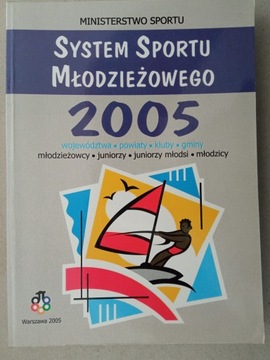 MINISTERSTWO SPORTU
SYSTEM SPORTU
MŁODZIEŻOWEGO
2005
województwa • powiaty • kluby • gminy
młodzieżowcy • juniorzy • juniorzy młodsi • młodzicy
Warszawa 2005